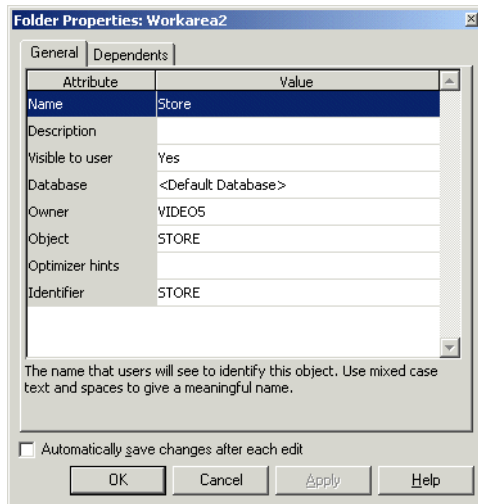 Folder Properties: Workarea2
General Dependents
Attribute Value
Name Store
Description
Visible to user Yes
Database <Default Database>
Owner VIDEO5
Object STORE
Optimizer hints
Identifier STORE
The name that users will see to identify this object. Use mixed case
text and spaces to give a meaningful name.
Automatically save changes after each edit
OK Cancel Apply Help